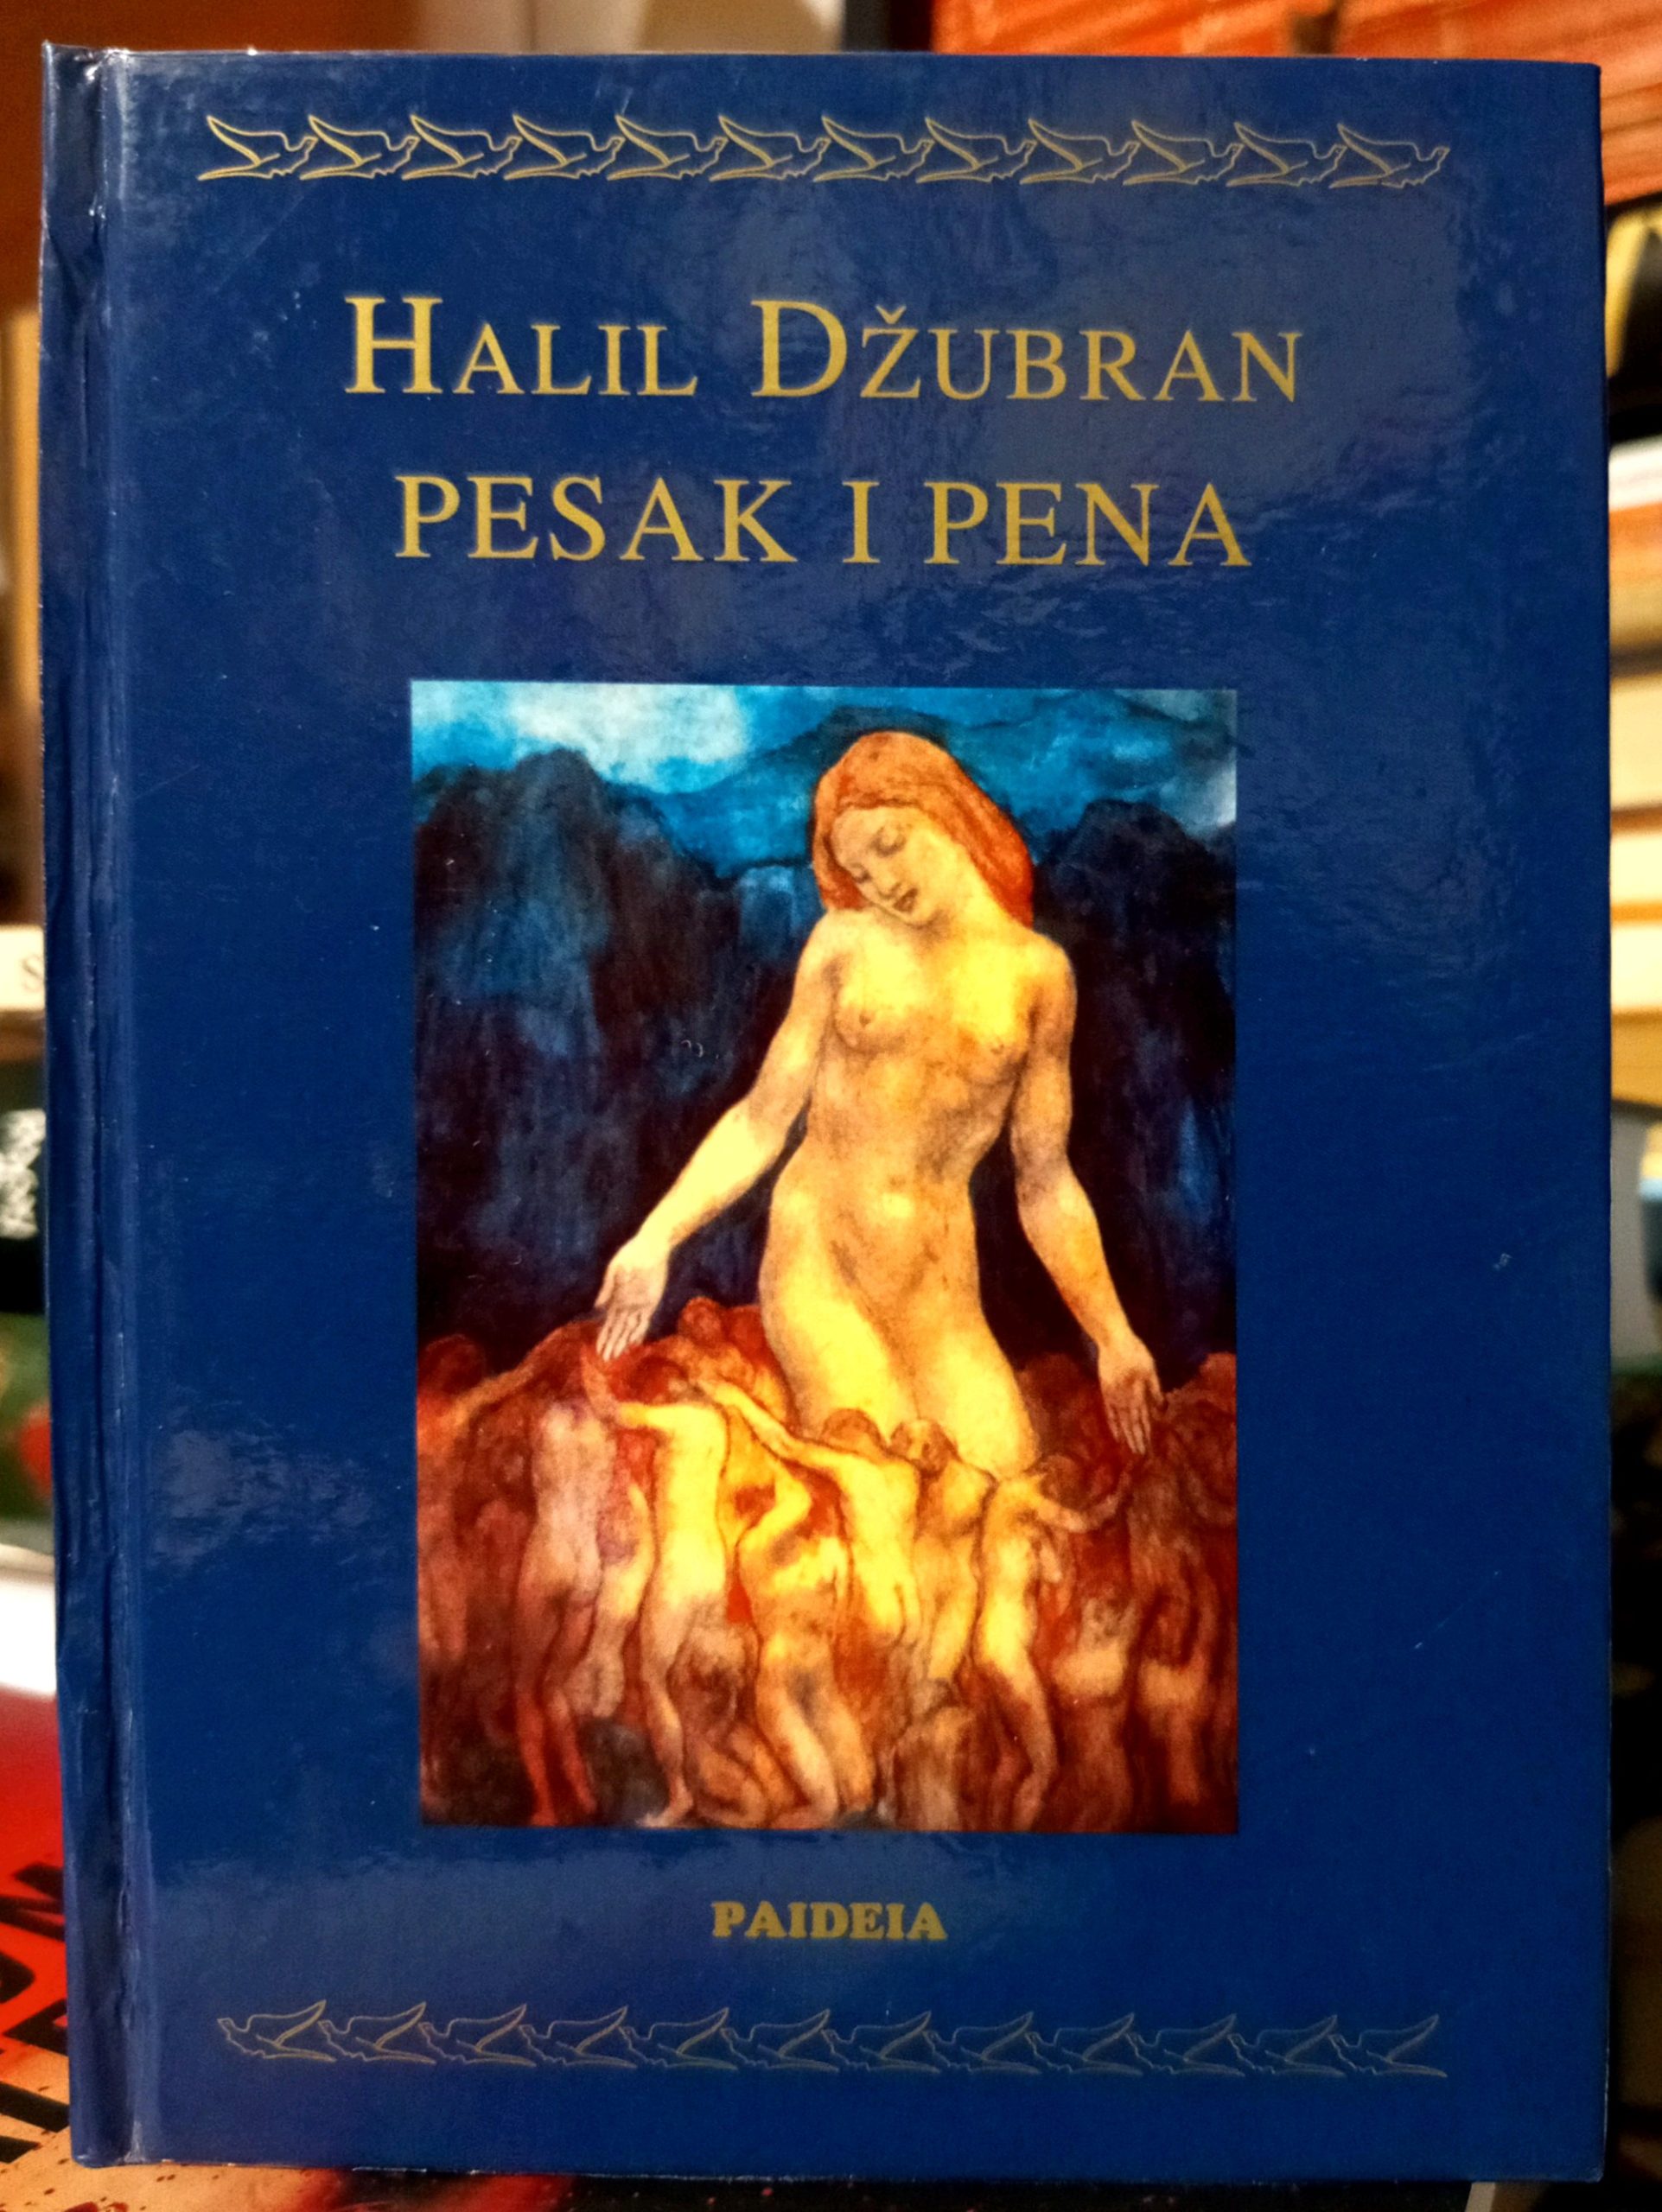 HALIL DŽUBRAN
PESAK I PENA
PAIDEIA